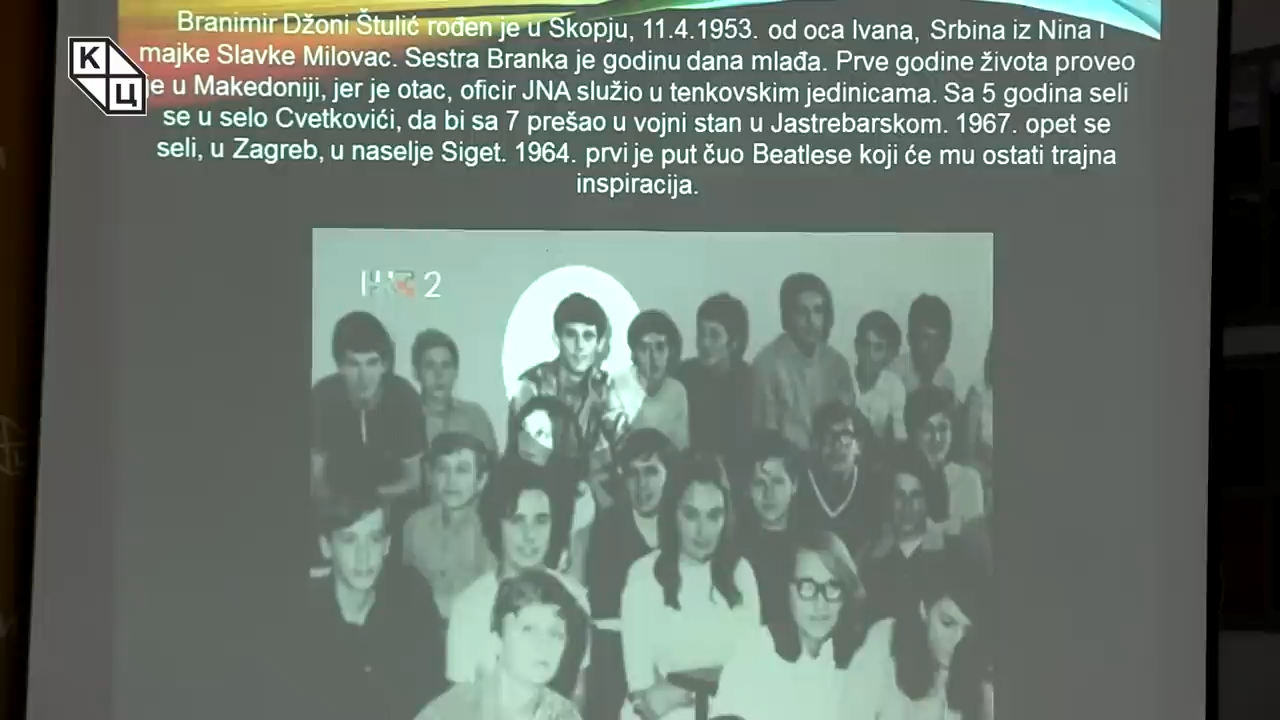 Branimir Džoni Štulić rođen je u Skopju, 11.4.1953. od oca Ivana, Srbina iz Nina i
majke Slavke Milovac. Sestra Branka je godinu dana mlađa. Prve godine života proveo
je u Makedoniji, jer je otac, oficir JNA služio u tenkovskim jedinicama. Sa 5 godina seli
se u selo Cvetkovići, da bi sa 7 prešao u vojni stan u Jastrebarskom. 1967. opet se
seli, u Zagreb, u naselje Siget. 1964. prvi je put čuo Beatlese koji će mu ostati trajna
inspiracija.
К
Ц
2